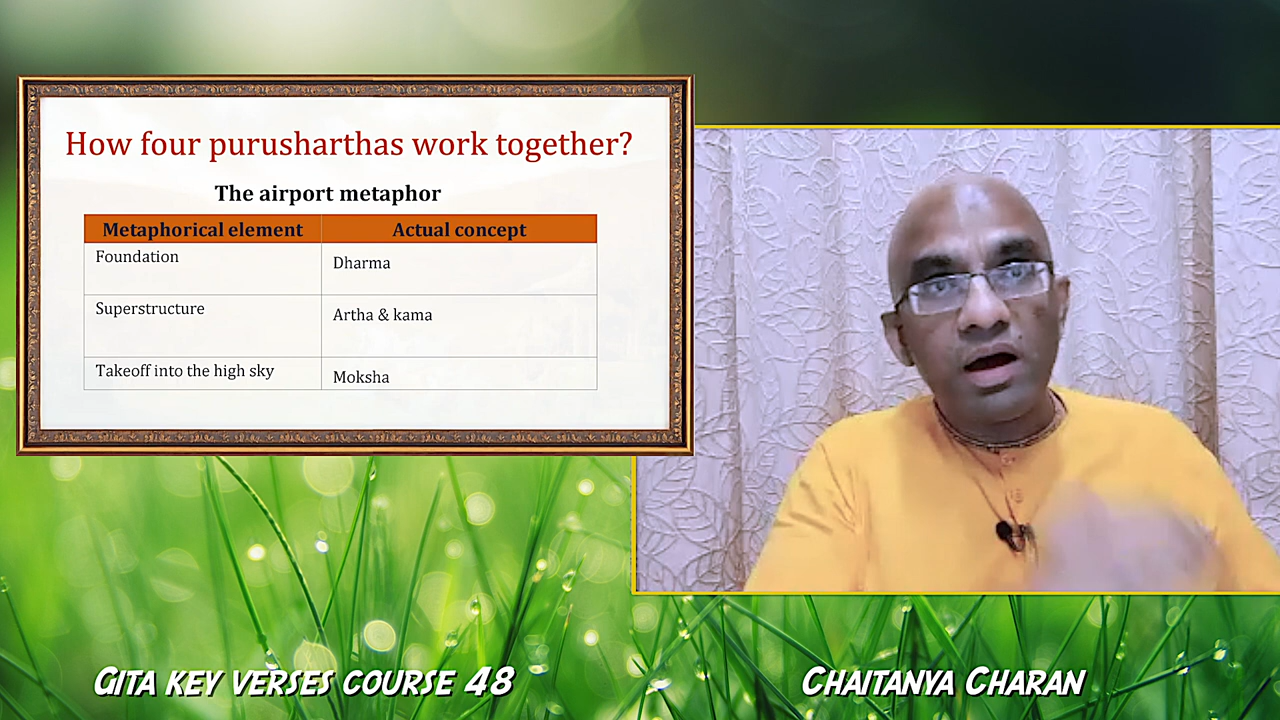 How four purusharthas work together?
The airport metaphor
Metaphorical element Actual concept
Foundation Dharma
Superstructure Artha & kama
Takeoff into the high sky Moksha
GITA KEY VERSES COURSE 48
CHAITANYA CHARAN